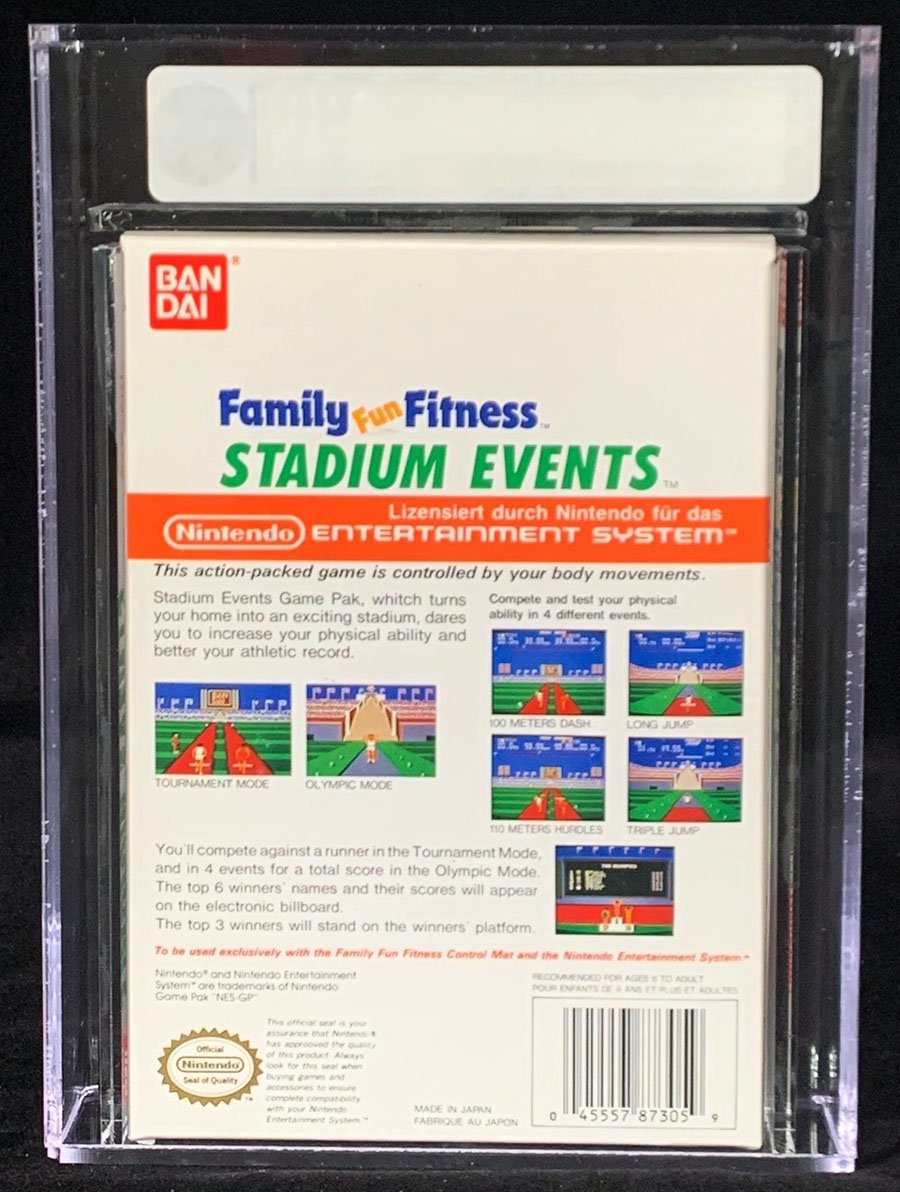 BAN
DAI
®
Family Fun Fitness™
STADIUM EVENTS™
Lizensiert durch Nintendo für das
Nintendo ENTERTAINMENT SYSTEM™
This action-packed game is controlled by your body movements.
Stadium Events Game Pak, whitch turns
your home into an exciting stadium, dares
you to increase your physical ability and
better your athletic record.
TOURNAMENT MODE
OLYMPIC MODE
Compete and test your physical
ability in 4 different events.
100 METERS DASH
LONG JUMP
110 METERS HURDLES
TRIPLE JUMP
You'll compete against a runner in the Tournament Mode,
and in 4 events for a total score in the Olympic Mode.
The top 6 winners' names and their scores will appear
on the electronic billboard.
The top 3 winners will stand on the winners' platform.
To be used exclusively with the Family Fun Fitness Control Mat and the Nintendo Entertainment System™
Nintendo® and Nintendo Entertainment
System™ are trademarks of Nintendo
Game Pak "NES-GP"
RECOMMENDED FOR AGES 6 TO ADULT
POUR ENFANTS DE 6 ANS ET PLUS ET ADULTES
Official
Nintendo
Seal of Quality
™
This official seal is your
assurance that Nintendo®
has approoved the quality
of this product. Always
look for this seal when
buying games and
accessories to ensure
complete compatibility
with your Nintendo
Entertainment System.™
MADE IN JAPAN
FABRIQUE AU JAPON
0 45557 87305 9